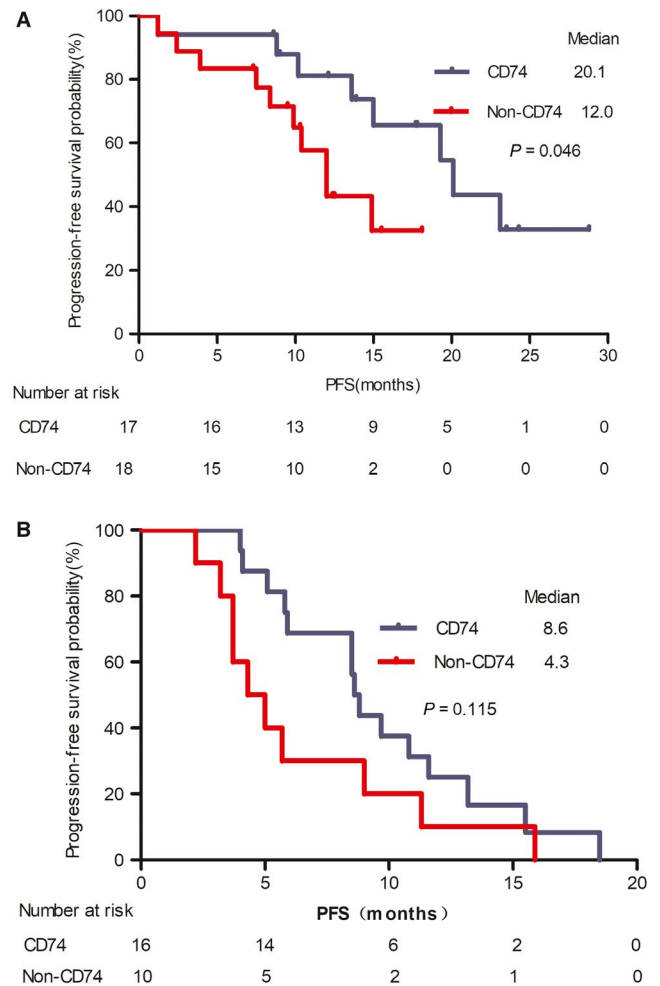 A
Progression-free survival probability(%)
100
80
60
40
20
0
Median
CD74 20.1
Non-CD74 12.0
P = 0.046
0 5 10 15 20 25 30
PFS(months)
Number at risk
CD74 17 16 13 9 5 1 0
Non-CD74 18 15 10 2 0 0 0
B
Progression-free survival probability(%)
100
80
60
40
20
0
Median
CD74 8.6
Non-CD74 4.3
P = 0.115
0 5 10 15 20
PFS（months）
Number at risk
CD74 16 14 6 2 0
Non-CD74 10 5 2 1 0